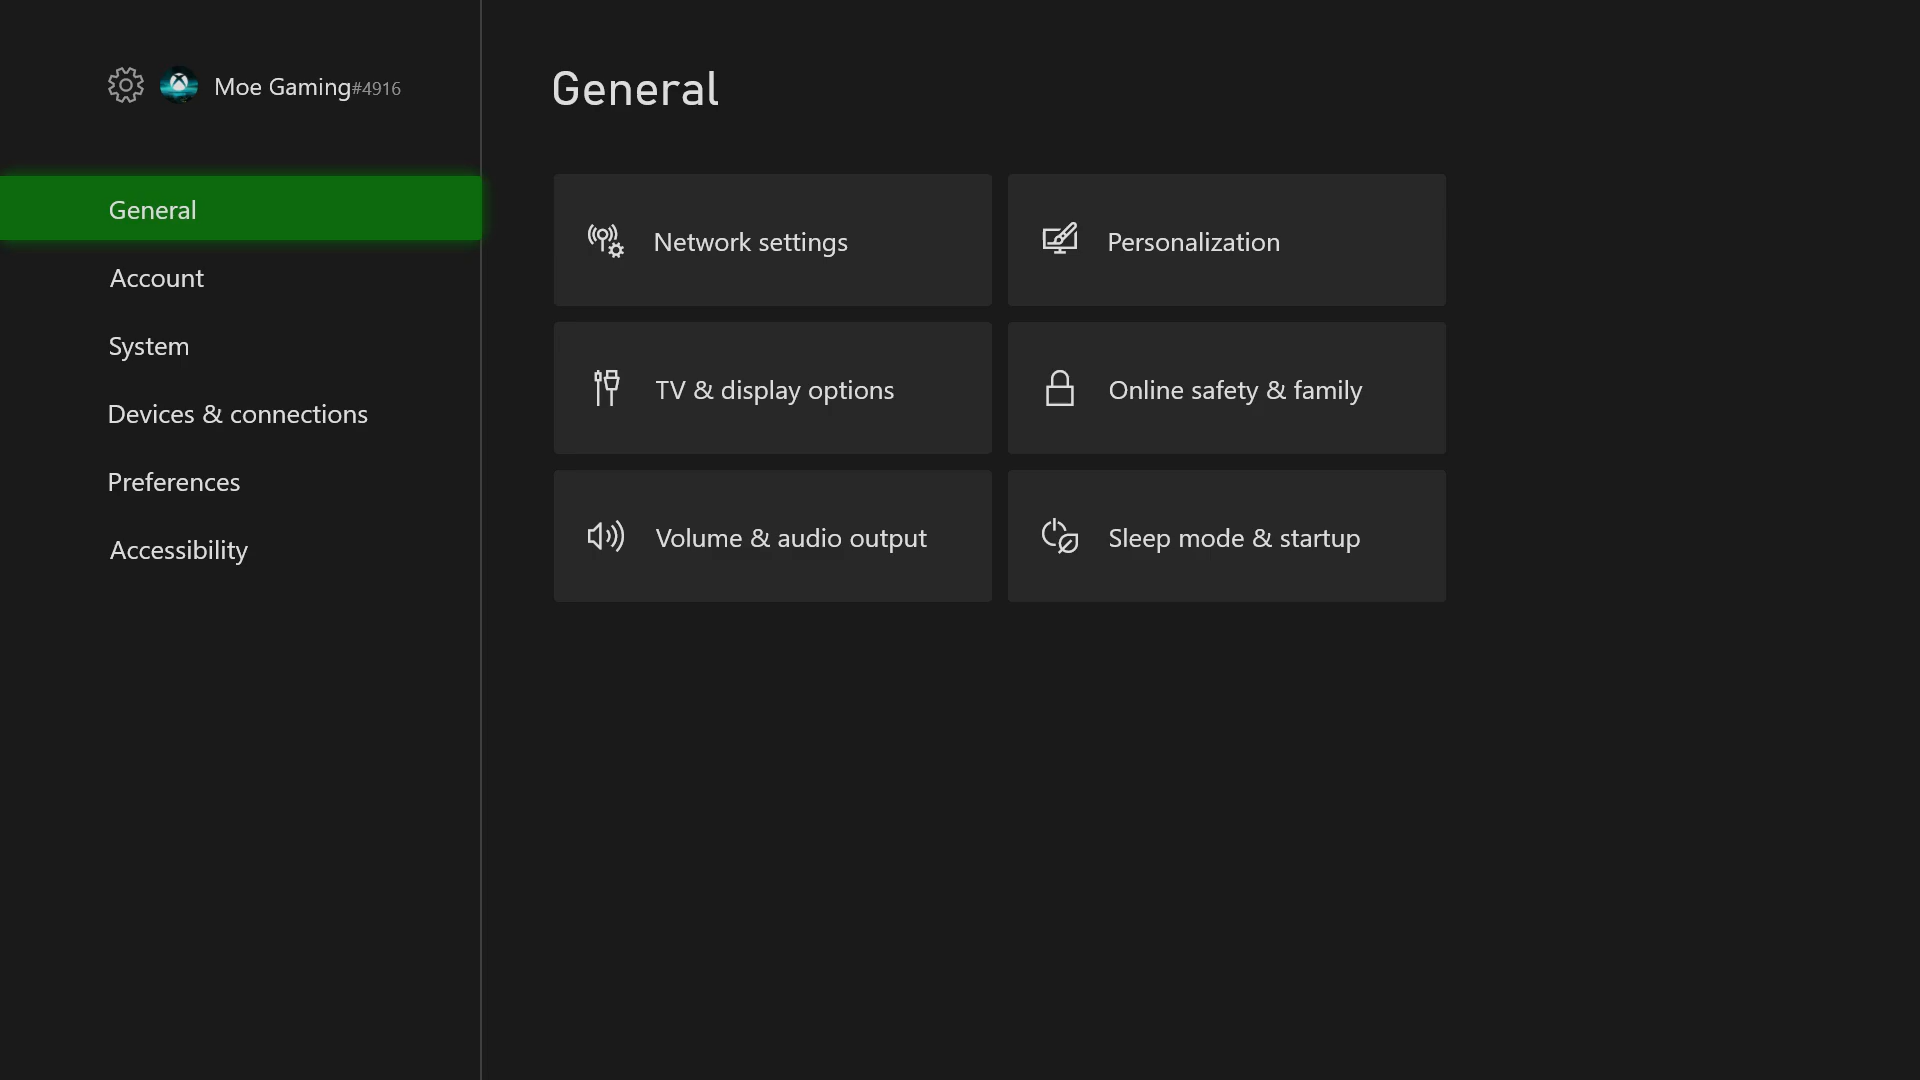 Moe Gaming#4916
General
Account
System
Devices & connections
Preferences
Accessibility
General
Network settings
Personalization
TV & display options
Online safety & family
Volume & audio output
Sleep mode & startup